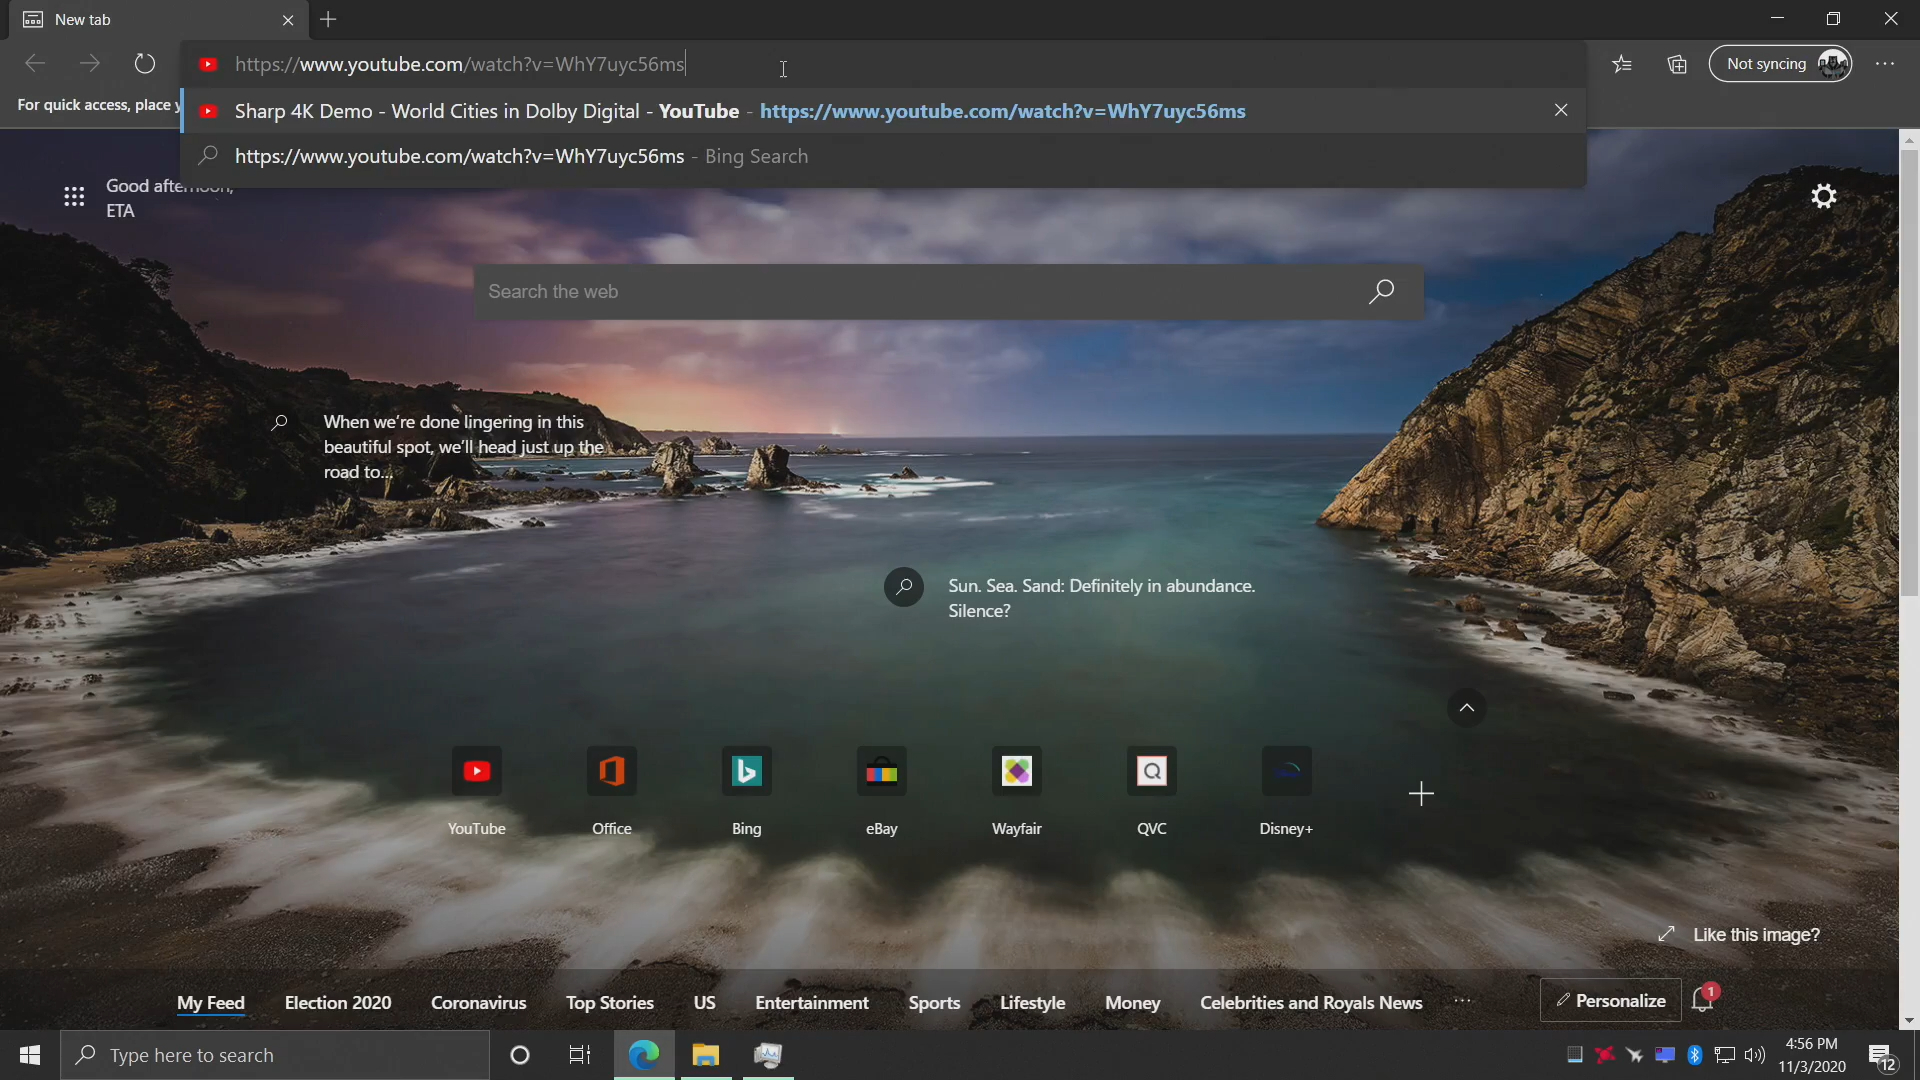 New tab
https://www.youtube.com/watch?v=WhY7uyc56ms
Not syncing
For quick access, place y
Sharp 4K Demo - World Cities in Dolby Digital - YouTube - https://www.youtube.com/watch?v=WhY7uyc56ms
https://www.youtube.com/watch?v=WhY7uyc56ms - Bing Search
Good afternoon,
ETA
Search the web
When we're done lingering in this
beautiful spot, we'll head just up the
road to...
Sun. Sea. Sand: Definitely in abundance.
Silence?
YouTube
Office
Bing
eBay
Wayfair
QVC
Disney+
Like this image?
My Feed
Election 2020
Coronavirus
Top Stories
US
Entertainment
Sports
Lifestyle
Money
Celebrities and Royals News
Personalize
1
Type here to search
4:56 PM
11/3/2020
12